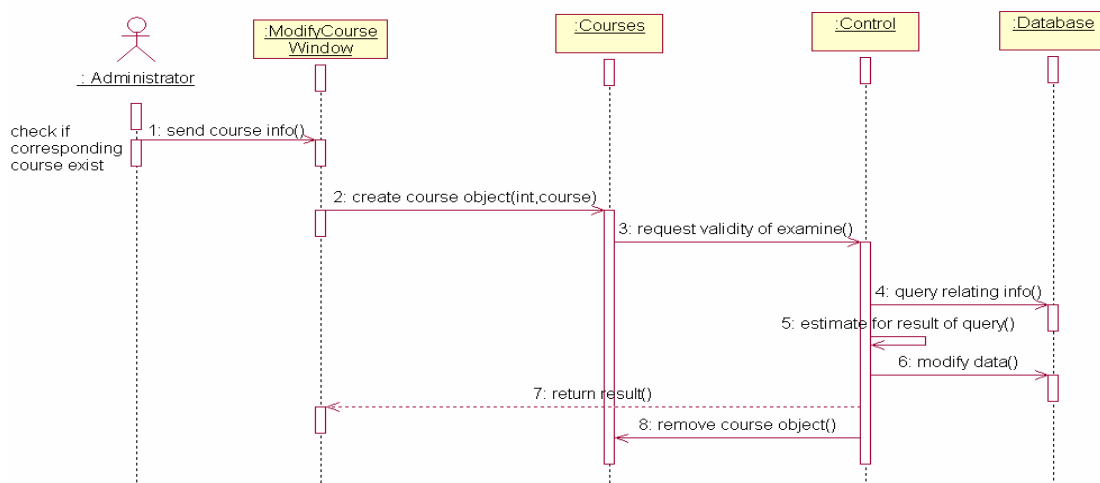 :ModifyCourse
Window
:Courses
:Control
:Database
: Administrator
check if
corresponding
course exist
1: send course info()
2: create course object(int,course)
3: request validity of examine()
4: query relating info()
5: estimate for result of query()
6: modify data()
7: return result()
8: remove course object()